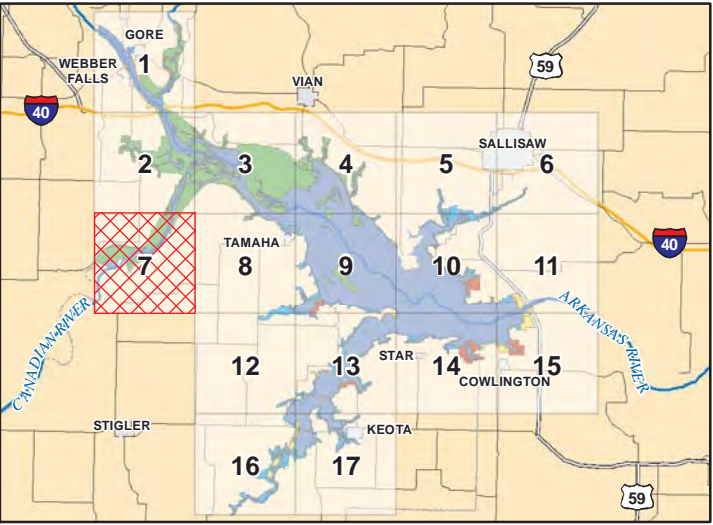 GORE
1
WEBBER
FALLS
59
VIAN
40
SALLISAW
2
3
4
5
6
TAMAHA
40
7
8
9
10
11
ARKANSAS RIVER
CANADIAN RIVER
12
13
STAR
14
15
COWLINGTON
STIGLER
KEOTA
16
17
59